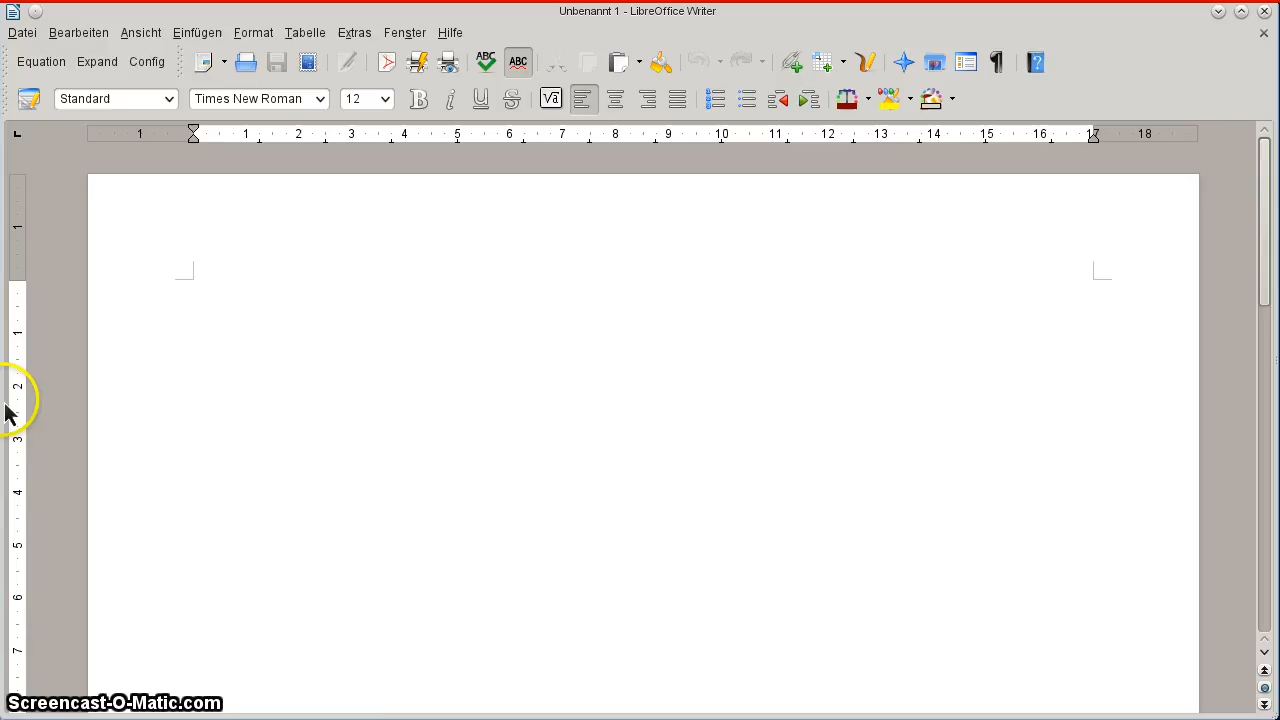 Unbenannt 1 - LibreOffice Writer
Datei Bearbeiten Ansicht Einfügen Format Tabelle Extras Fenster Hilfe
Equation Expand Config ABC ABC
Standard Times New Roman 12
1 1 2 3 4 5 6 7 8 9 10 11 12 13 14 15 16 17 18
1
1
2
3
4
5
6
7
Screencast-O-Matic.com